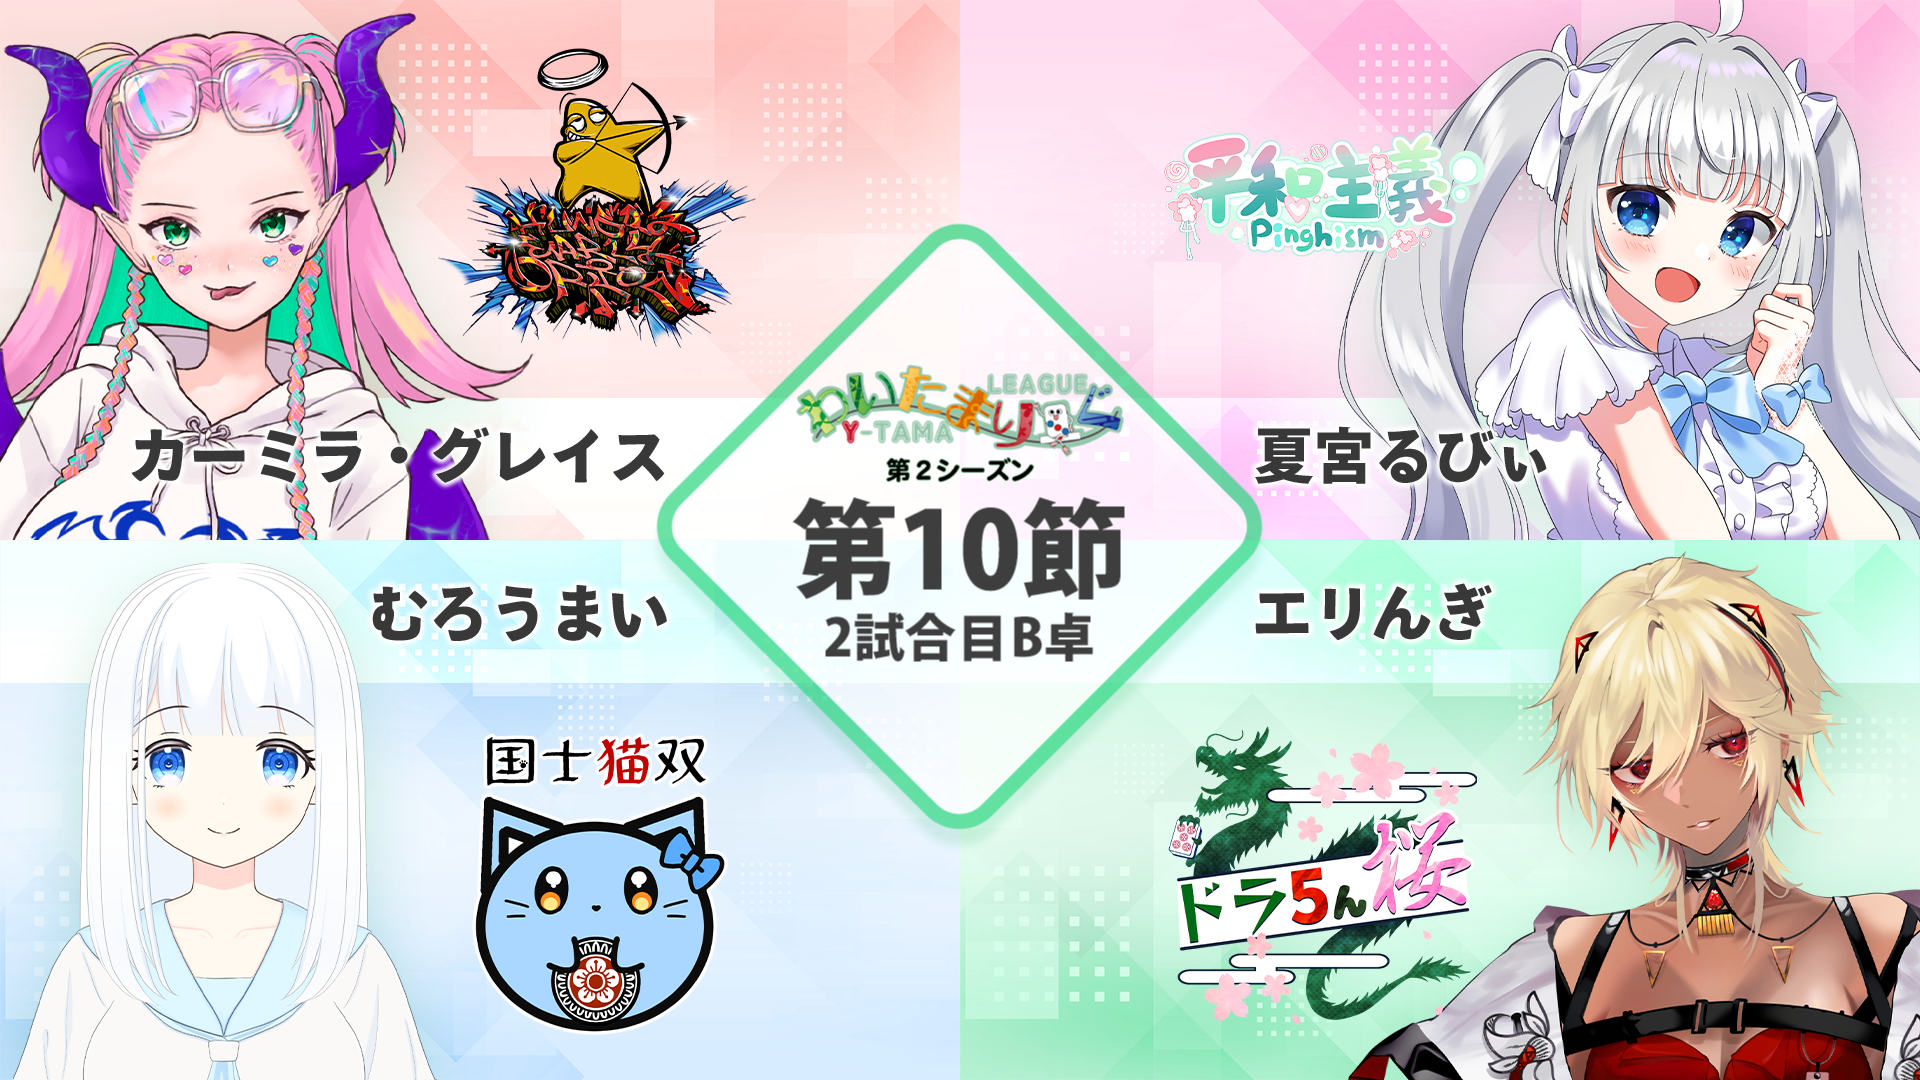 カーミラ・グレイス
平和主義
Pinghism
夏宮るびぃ
わいたまりーぐ
LEAGUE
Y-TAMA
第2シーズン
第10節
2試合目B卓
むろうまい
国士猫双
エリんぎ
ドラ5ん桜